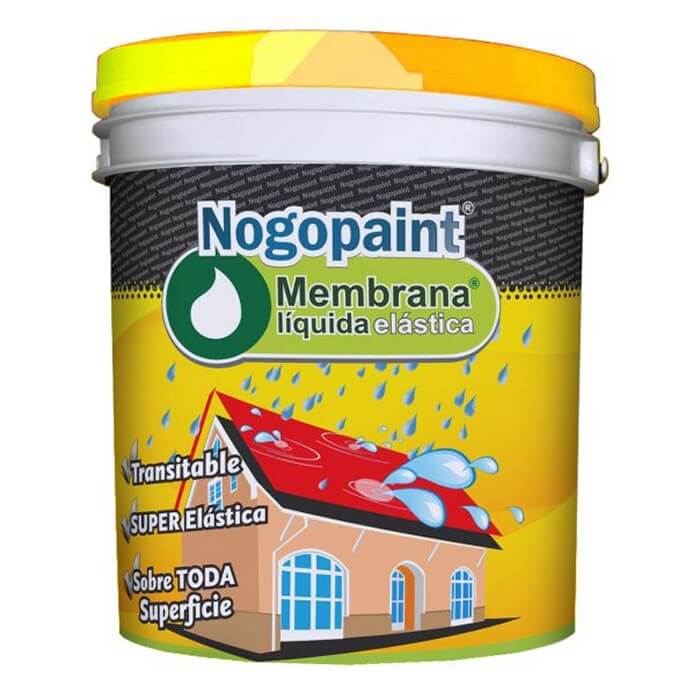 Nogopaint®
Membrana®
líquida elástica
Transitable
SUPER Elástica
Sobre TODA
Superficie